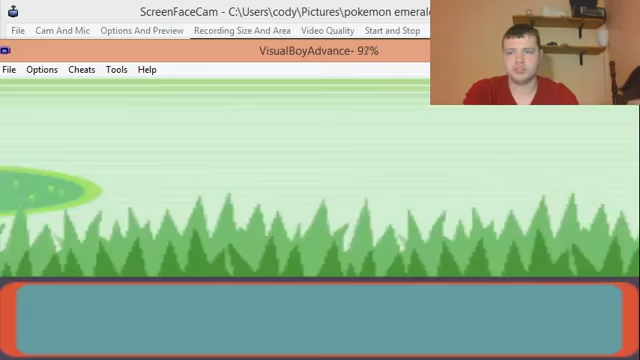 ScreenFaceCam - C:\Users\cody\Pictures\pokemon emerald
File Cam And Mic Options And Preview Recording Size And Area Video Quality Start and Stop
VisualBoyAdvance- 97%
File Options Cheats Tools Help